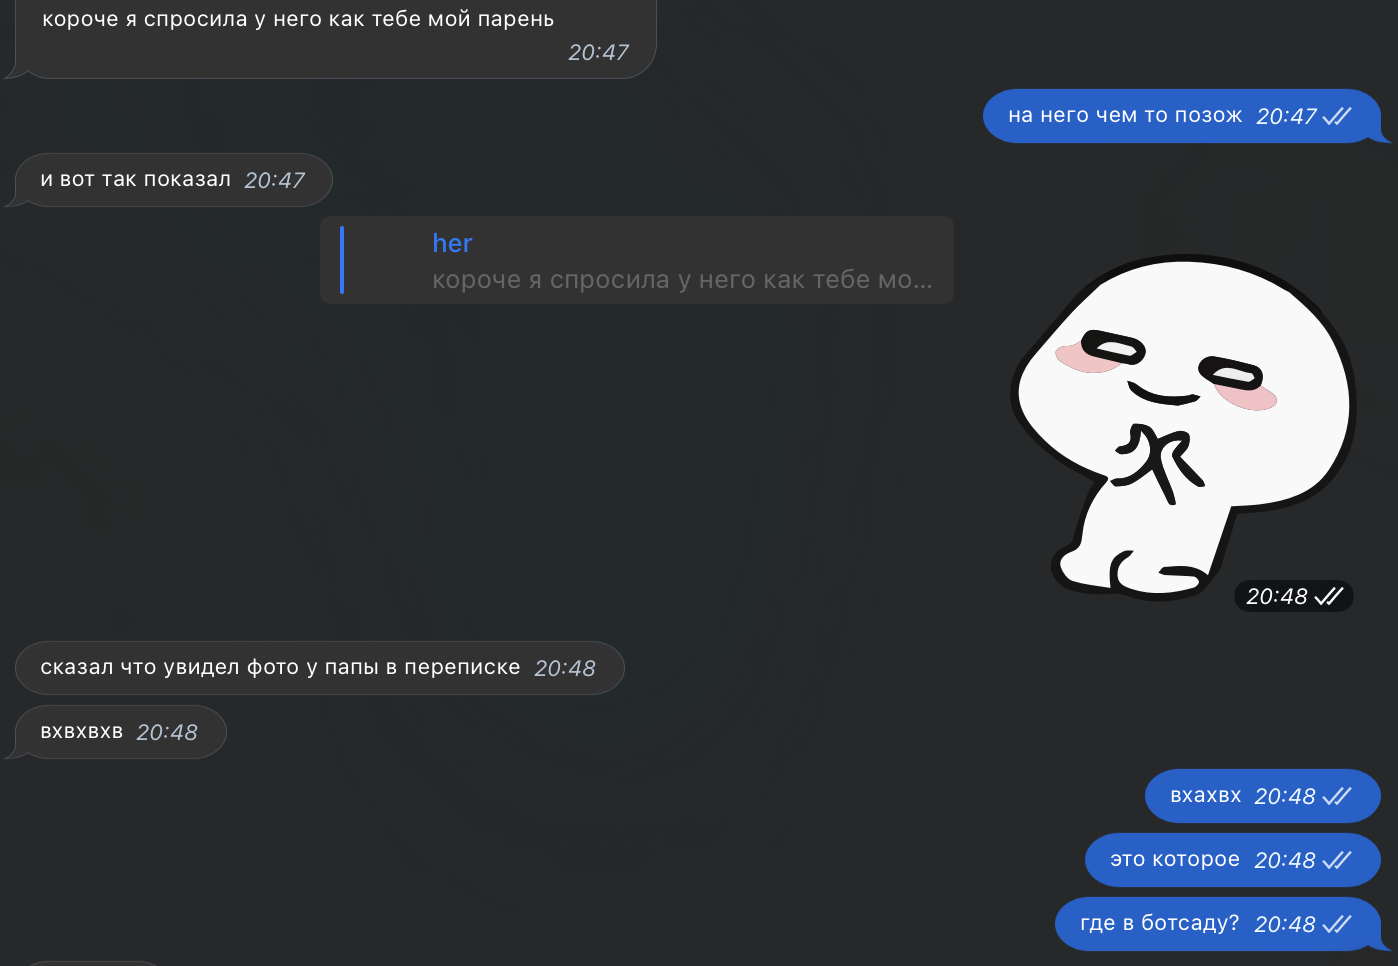 короче я спросила у него как тебе мой парень
20:47
на него чем то позож 20:47
и вот так показал 20:47
her
короче я спросила у него как тебе мо...
20:48
сказал что увидел фото у папы в переписке 20:48
вхвхвхв 20:48
вхахвх 20:48
это которое 20:48
где в ботсаду? 20:48